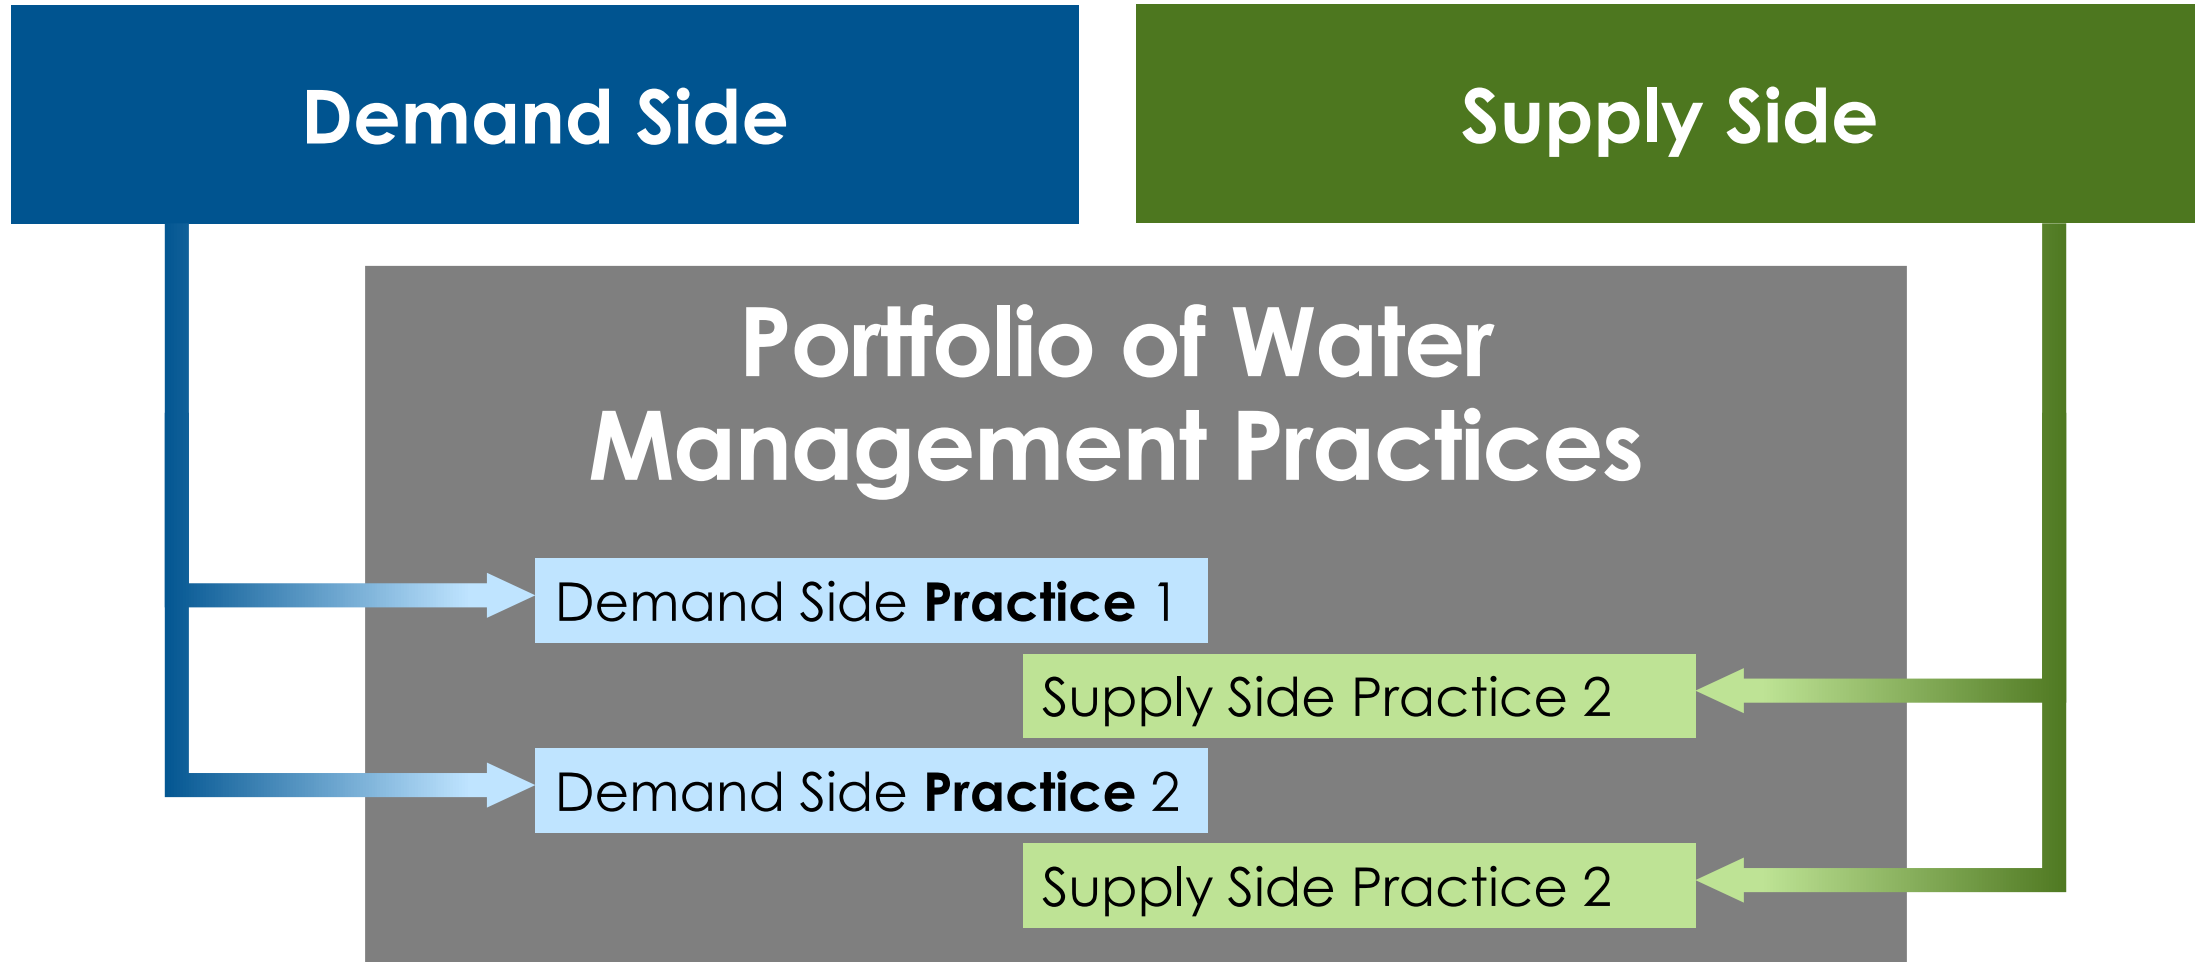 Demand Side
Supply Side
Portfolio of Water
Management Practices
Demand Side Practice 1
Supply Side Practice 2
Demand Side Practice 2
Supply Side Practice 2